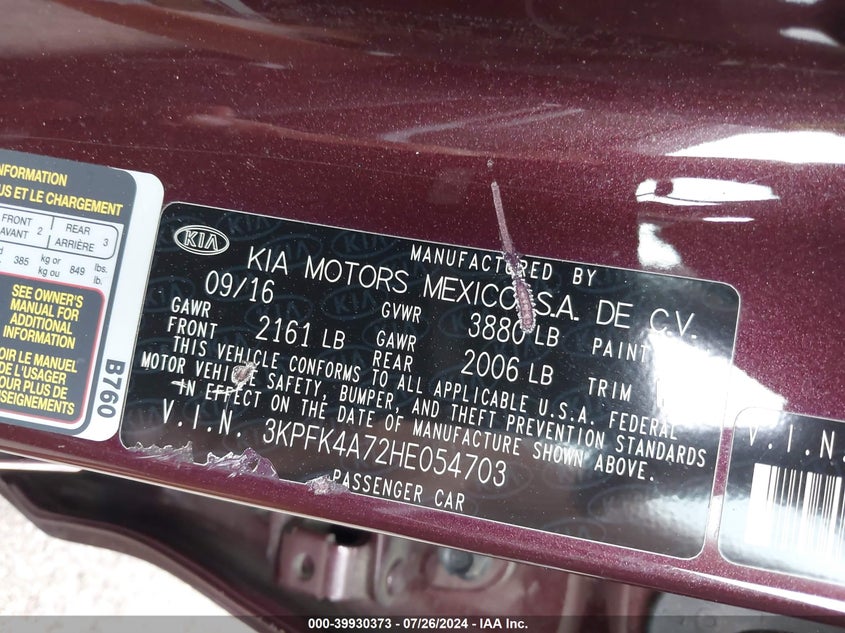 INFORMATION
US ET LE CHARGEMENT
FRONT 2 REAR 3
AVANT ARRIÈRE
385 kg or 849 lbs.
kg ou lb.
SEE OWNER'S
MANUAL FOR
ADDITIONAL
INFORMATION
OIR LE MANUEL
DE L'USAGER
OUR PLUS DE
NSEIGNEMENTS
B760
KIA
MANUFACTURED BY
KIA MOTORS MEXICO S.A. DE C.V.
09/16
GAWR FRONT 2161 LB
GVWR 3880 LB
GAWR REAR 2006 LB
PAINT
TRIM
THIS VEHICLE CONFORMS TO ALL APPLICABLE U.S.A. FEDERAL
MOTOR VEHICLE SAFETY, BUMPER, AND THEFT PREVENTION STANDARDS
IN EFFECT ON THE DATE OF MANUFACTURE SHOWN ABOVE.
V.I.N. 3KPFK4A72HE054703
PASSENGER CAR
V.I.N.
000-39930373 - 07/26/2024 - IAA Inc.